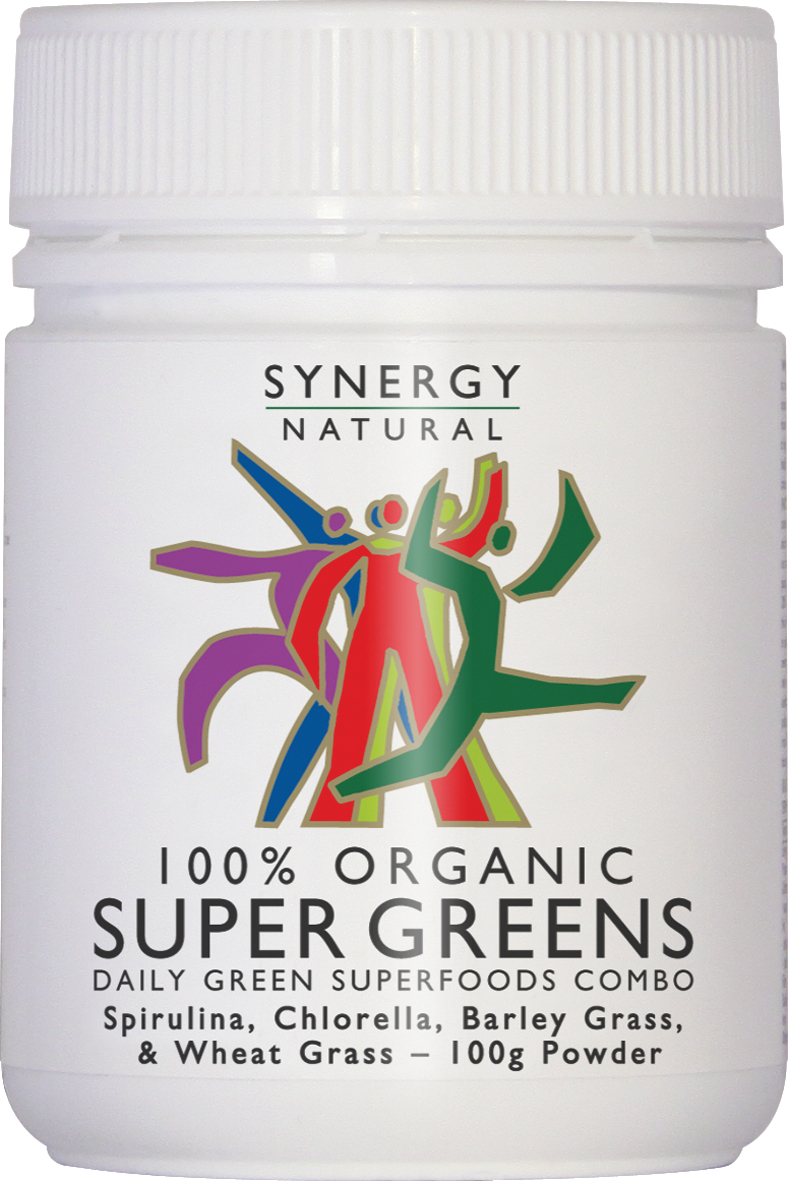 SYNERGY
NATURAL
100% ORGANIC
SUPER GREENS
DAILY GREEN SUPERFOODS COMBO
Spirulina, Chlorella, Barley Grass,
& Wheat Grass – 100g Powder